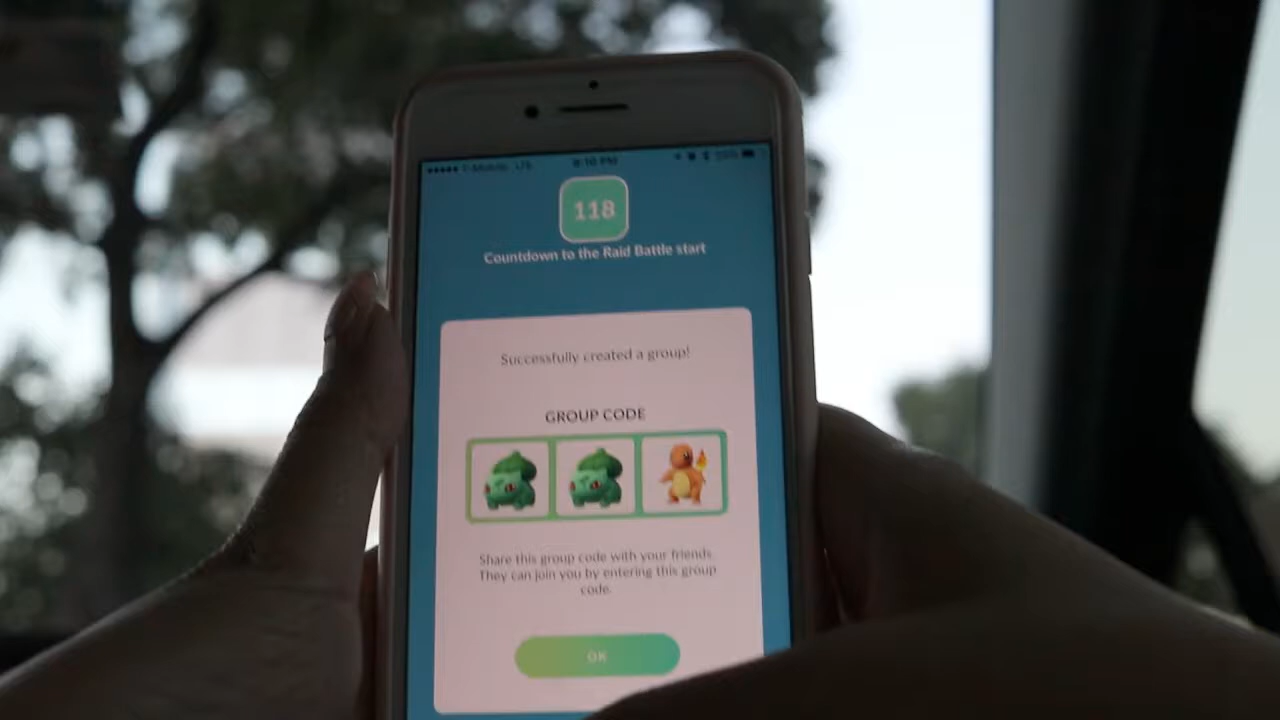 LTE
118
Countdown to the Raid Battle start
Successfully created a group!
GROUP CODE
Share this group code with your friends.
They can join you by entering this group
code.
OK